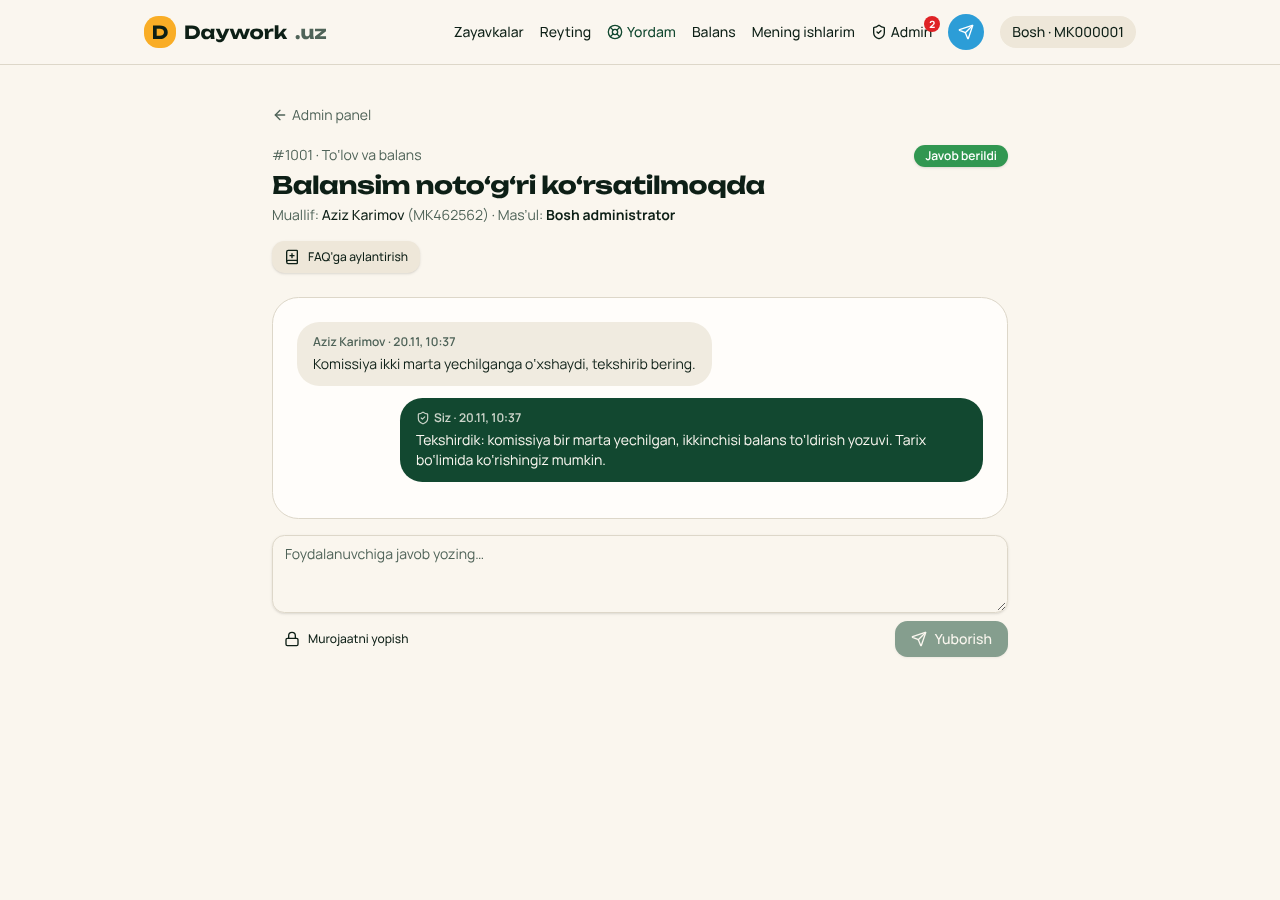 D Daywork .uz
Zayavkalar Reyting Yordam Balans Mening ishlarim Admin 2 Bosh · MK000001
Admin panel
#1001 · To‘lov va balans Javob berildi
Balansim noto‘g‘ri ko‘rsatilmoqda
Muallif: Aziz Karimov (MK462562) · Mas'ul: Bosh administrator
FAQ'ga aylantirish
Aziz Karimov · 20.11, 10:37
Komissiya ikki marta yechilganga o‘xshaydi, tekshirib bering.
Siz · 20.11, 10:37
Tekshirdik: komissiya bir marta yechilgan, ikkinchisi balans to‘ldirish yozuvi. Tarix
bo‘limida ko‘rishingiz mumkin.
Foydalanuvchiga javob yozing…
Murojaatni yopish Yuborish